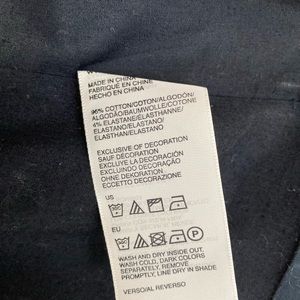 MADE IN CHINA
FABRIQUE EN CHINE
HECHO EN CHINA
96% COTTON/COTON/ALGODÓN/
ALGODÃO/BAUMWOLLE/COTONE
4% ELASTANE/ELASTHANNE/
ELASTANO/ELASTANO/
ELASTHAN/ELASTANO
EXCLUSIVE OF DECORATION
SAUF DÉCORATION
EXCLUYE LA DECORACIÓN
EXCLUINDO DECORAÇÃO
OHNE DEKORATION
ECCETTO DECORAZIONE
US
EU
P
WASH AND DRY INSIDE OUT.
WASH COLD, DARK COLORS
SEPARATELY, REMOVE
PROMPTLY, LINE DRY IN SHADE
VERSO/AL REVERSO